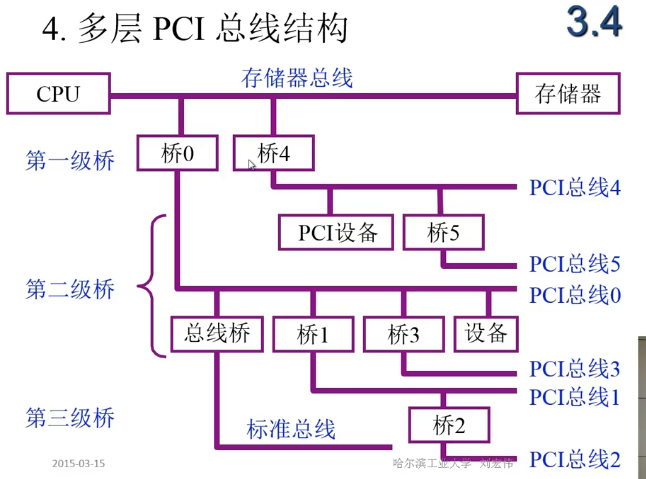 4. 多层 PCI 总线结构
3.4
存储器总线
CPU
存储器
第一级桥
桥0
桥4
PCI总线4
PCI设备
桥5
PCI总线5
第二级桥
PCI总线0
总线桥
桥1
桥3
设备
PCI总线3
PCI总线1
第三级桥
标准总线
桥2
PCI总线2
2015-03-15
哈尔滨工业大学 刘宏伟